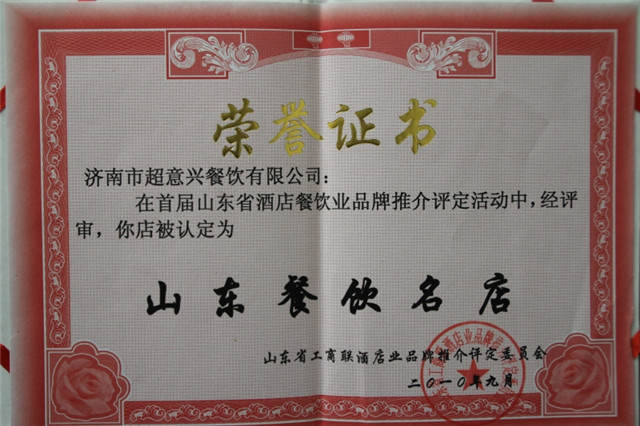 荣誉证书
济南市超意兴餐饮有限公司:
在首届山东省酒店餐饮业品牌推介评定活动中,经评
审,你店被认定为
山东餐饮名店
山东省工商联酒店业品牌推介评定委员会
二〇一〇年九月